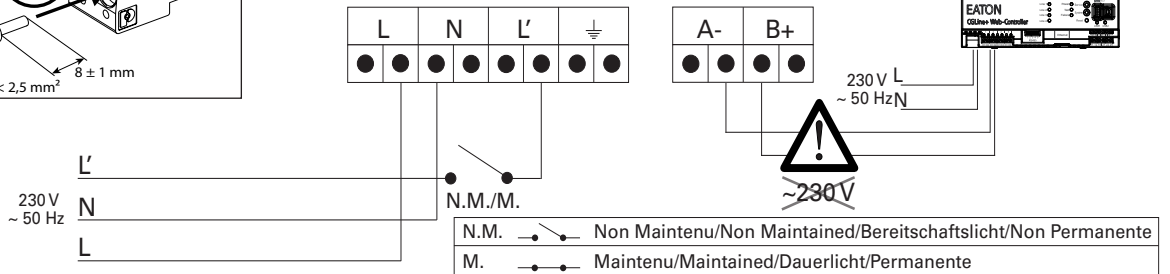 8 ± 1 mm
< 2,5 mm²
L N L'
A- B+
EATON
CGLine+ Web-Controller
230 V L
~ 50 Hz N
L'
N.M./M.
230 V
~ 50 Hz
N
L
~230 V
N.M. Non Maintenu/Non Maintained/Bereitschaftslicht/Non Permanente
M. Maintenu/Maintained/Dauerlicht/Permanente